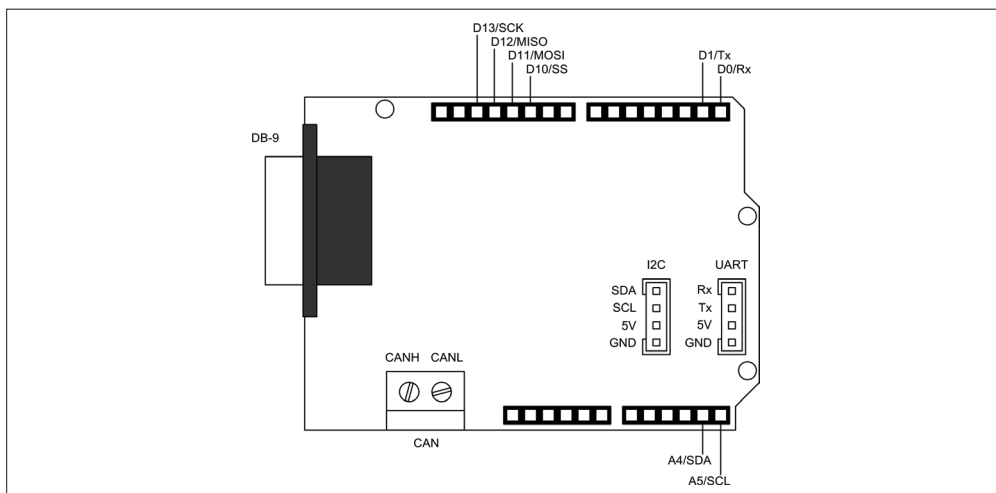 D13/SCK
D12/MISO
D11/MOSI
D10/SS
D1/Tx
D0/Rx
DB-9
I2C
UART
SDA
SCL
5V
GND
Rx
Tx
5V
GND
CANH
CANL
CAN
A4/SDA
A5/SCL